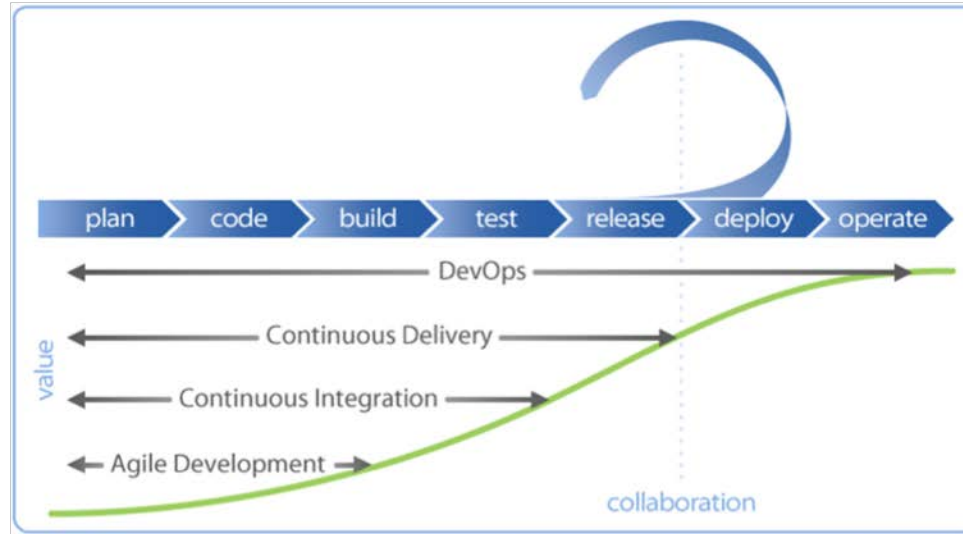 plan code build test release deploy operate
DevOps
Continuous Delivery
value
Continuous Integration
Agile Development
collaboration